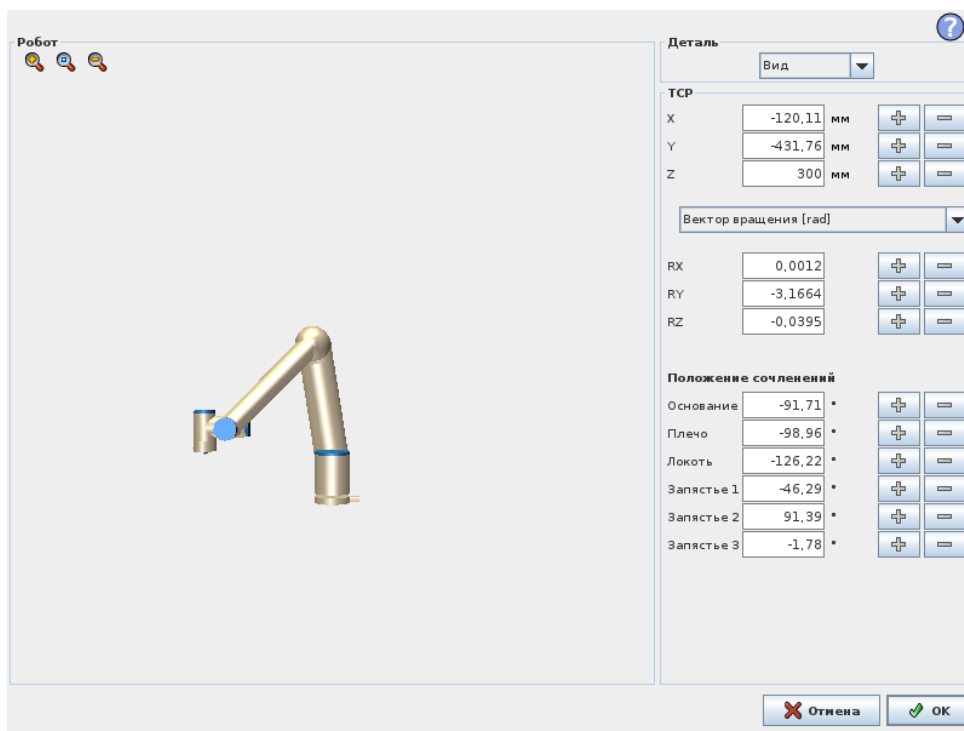 ?
Робот
Деталь
Вид
TCP
X -120,11 мм
Y -431,76 мм
Z 300 мм
Вектор вращения [rad]
RX 0,0012
RY -3,1664
RZ -0,0395
Положение сочленений
Основание -91,71 °
Плечо -98,96 °
Локоть -126,22 °
Запястье 1 -46,29 °
Запястье 2 91,39 °
Запястье 3 -1,78 °
Отмена OK